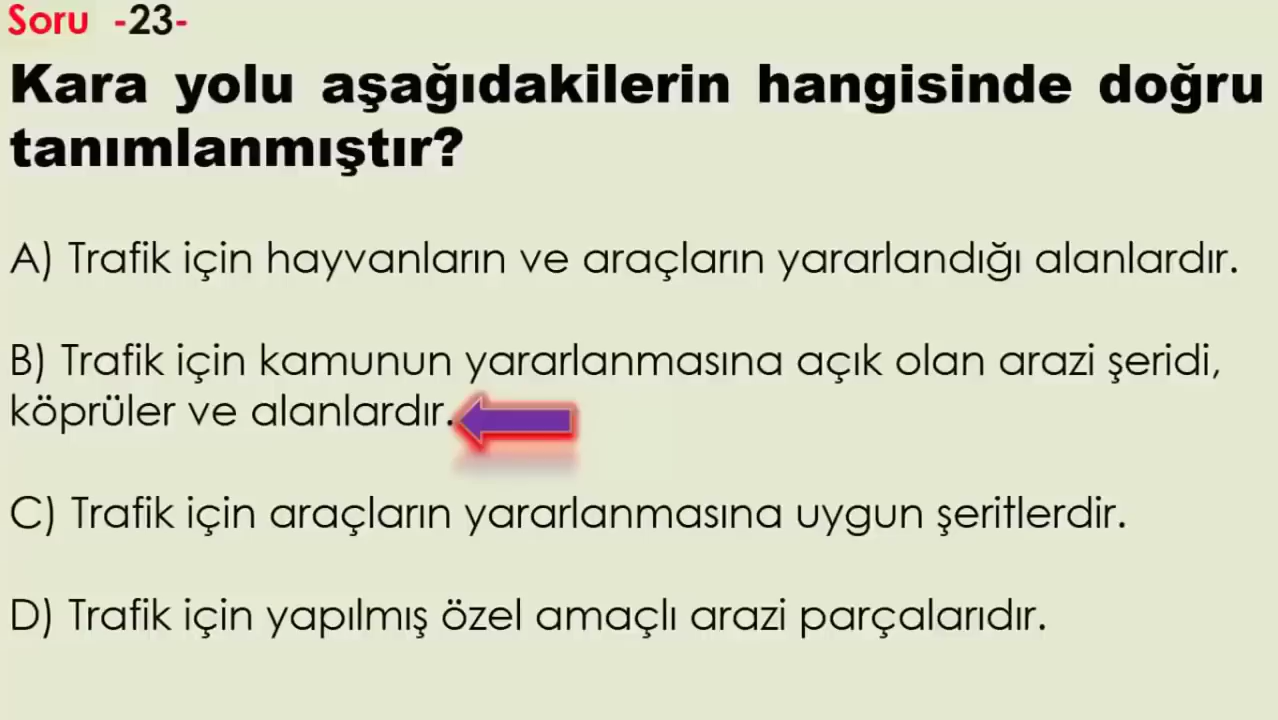 Soru -23-
Kara yolu aşağıdakilerin hangisinde doğru
tanımlanmıştır?
A) Trafik için hayvanların ve araçların yararlandığı alanlardır.
B) Trafik için kamunun yararlanmasına açık olan arazi şeridi,
köprüler ve alanlardır.
C) Trafik için araçların yararlanmasına uygun şeritlerdir.
D) Trafik için yapılmış özel amaçlı arazi parçalarıdır.